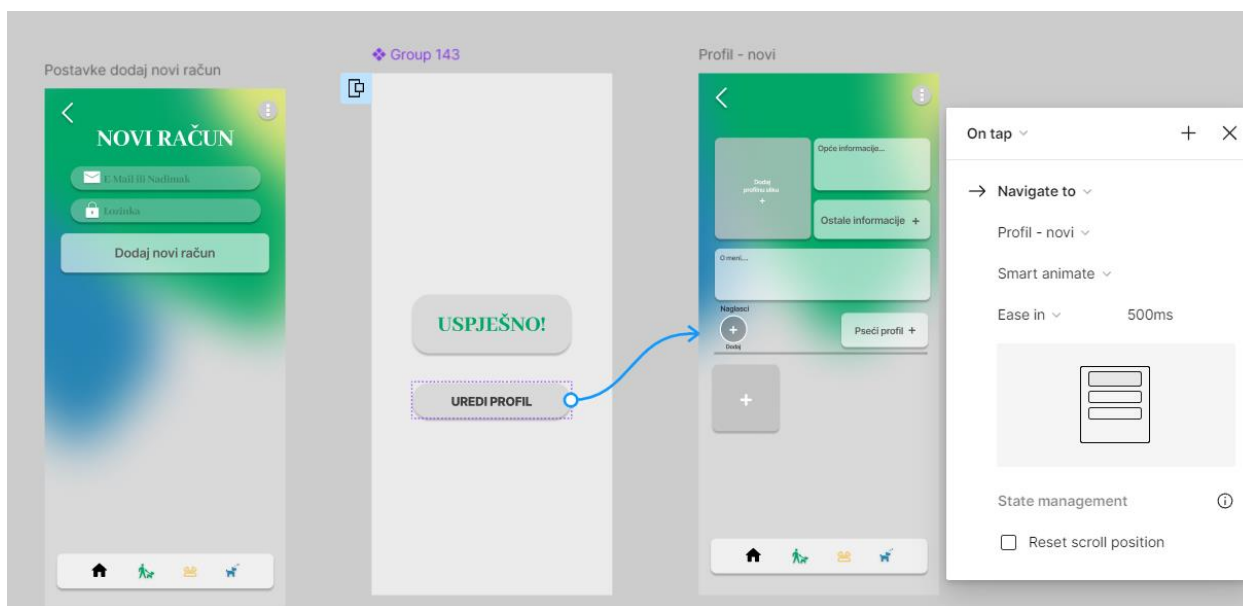 Postavke dodaj novi račun
NOVI RAČUN
E-Mail ili Nadimak
Lozinka
Dodaj novi račun
Group 143
USPJEŠNO!
UREDI PROFIL
Profil - novi
Dodaj
profilnu sliku
+
Opće informacije...
Ostale informacije +
O meni....
Naglasci
+
Dodaj
Pseći profil +
+
On tap
Navigate to
Profil - novi
Smart animate
Ease in 500ms
State management
Reset scroll position